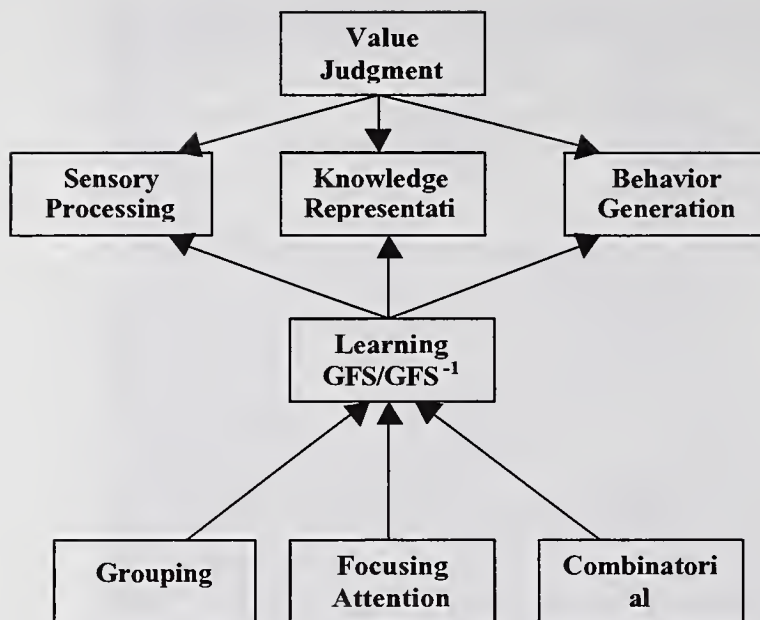 Value
Judgment
Sensory
Processing
Knowledge
Representati
Behavior
Generation
Learning
GFS/GFS⁻¹
Grouping
Focusing
Attention
Combinatori
al